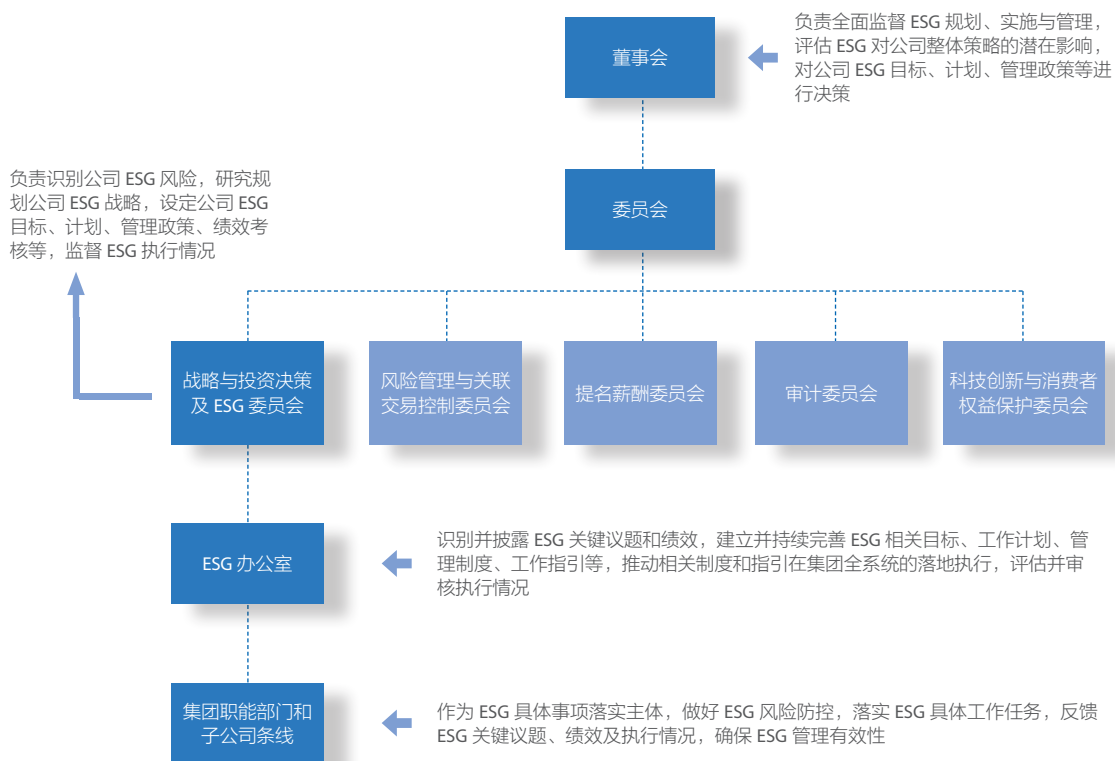 负责全面监督 ESG 规划、实施与管理，
评估 ESG 对公司整体策略的潜在影响，
对公司 ESG 目标、计划、管理政策等进
行决策
董事会
负责识别公司 ESG 风险，研究规
划公司 ESG 战略，设定公司 ESG
目标、计划、管理政策、绩效考
核等，监督 ESG 执行情况
委员会
战略与投资决策
及 ESG 委员会
风险管理与关联
交易控制委员会
提名薪酬委员会
审计委员会
科技创新与消费者
权益保护委员会
ESG 办公室
识别并披露 ESG 关键议题和绩效，建立并持续完善 ESG 相关目标、工作计划、管
理制度、工作指引等，推动相关制度和指引在集团全系统的落地执行，评估并审
核执行情况
集团职能部门和
子公司条线
作为 ESG 具体事项落实主体，做好 ESG 风险防控，落实 ESG 具体工作任务，反馈
ESG 关键议题、绩效及执行情况，确保 ESG 管理有效性